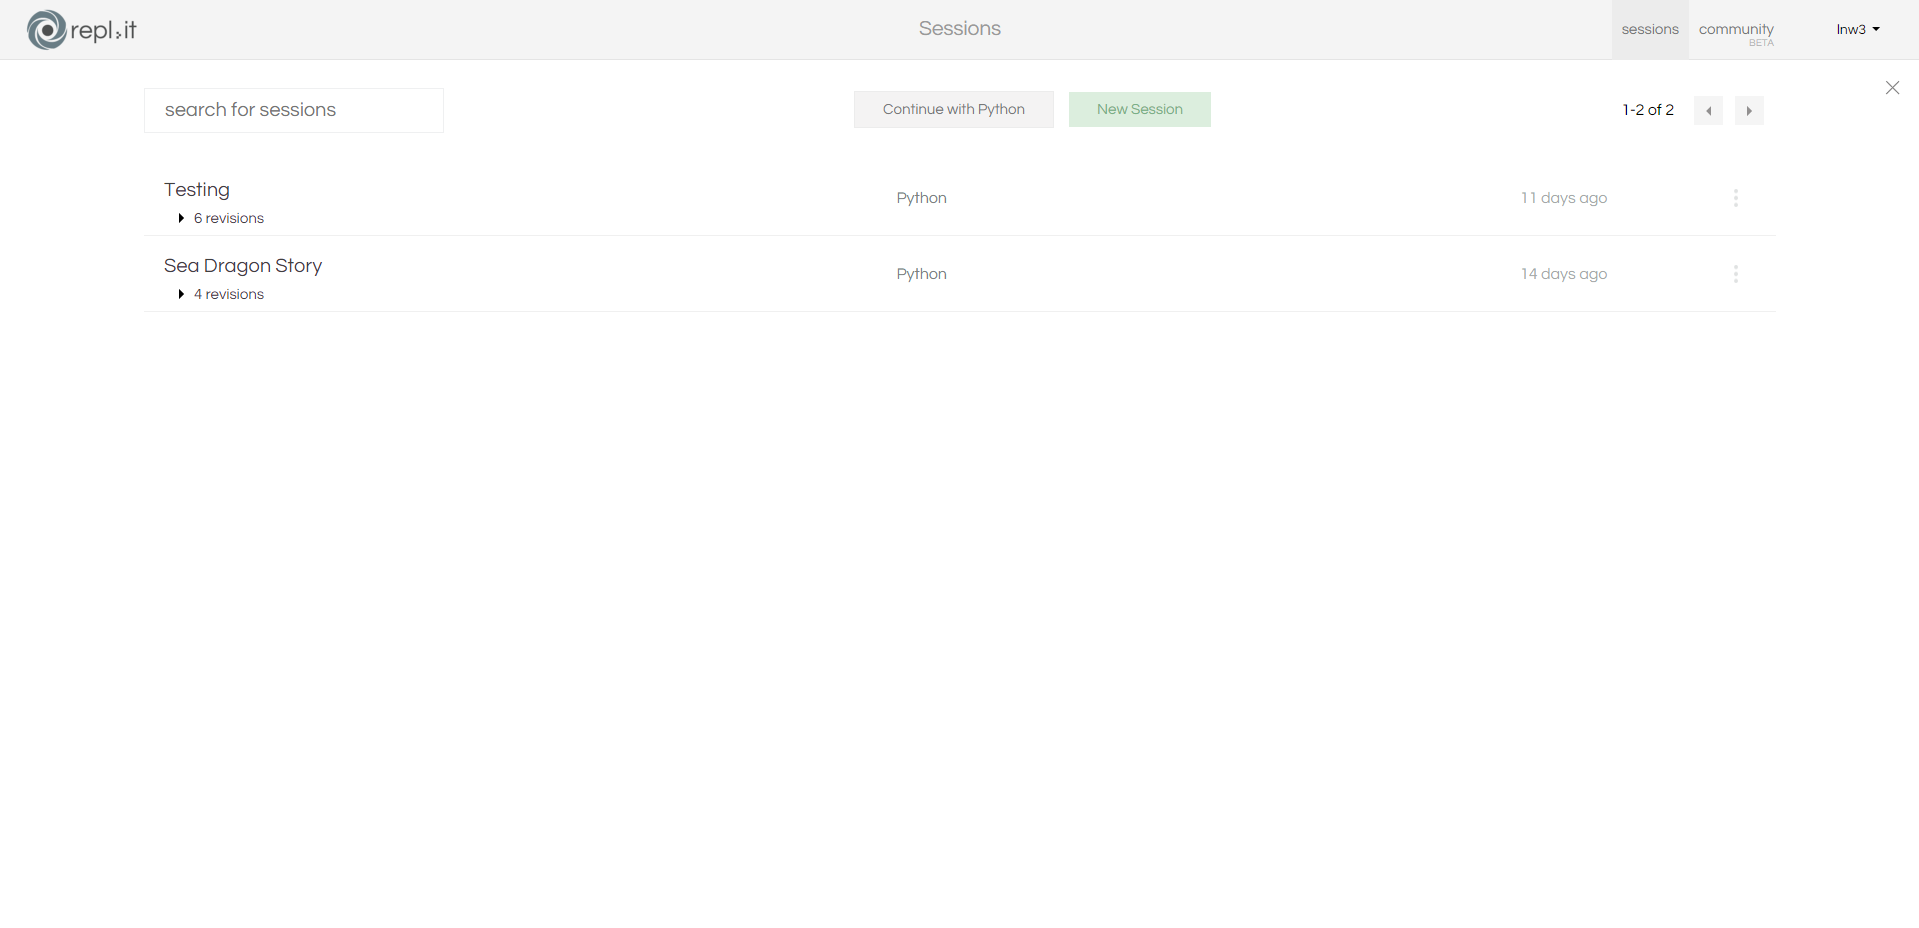 repl.it
Sessions
sessions
community
BETA
lnw3
search for sessions
Continue with Python
New Session
1-2 of 2
Testing
Python
11 days ago
6 revisions
Sea Dragon Story
Python
14 days ago
4 revisions